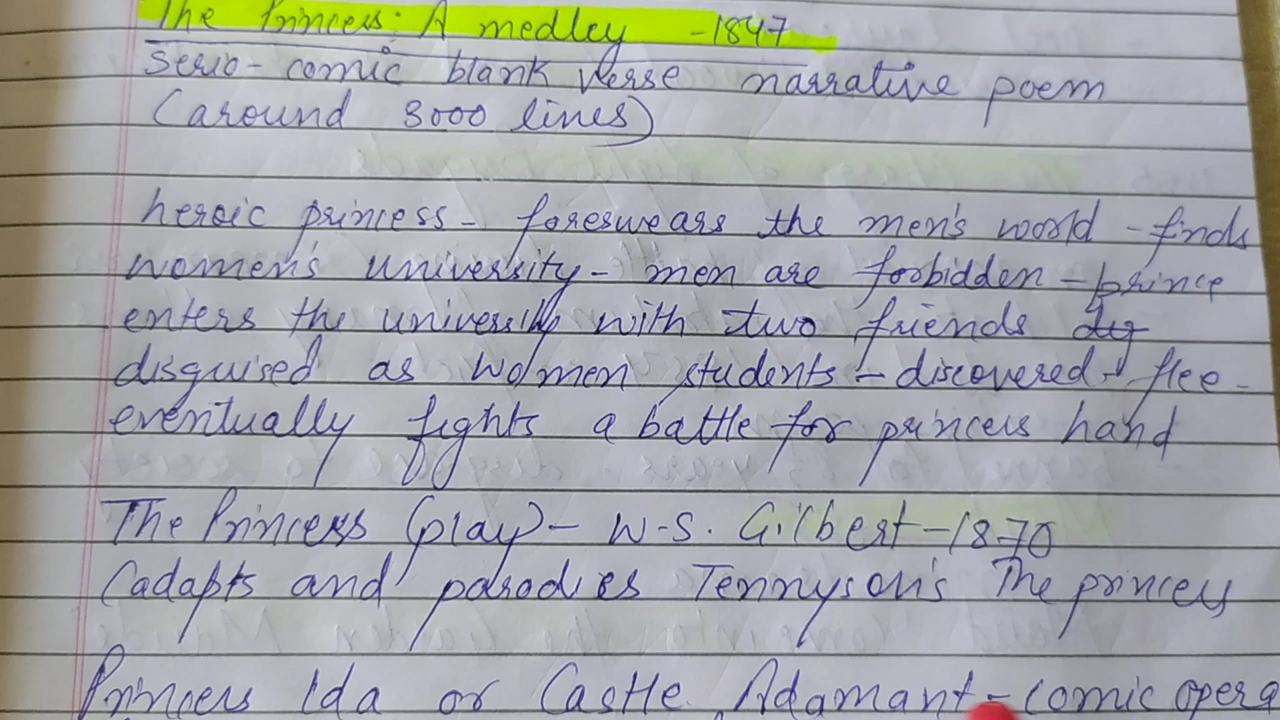 The Princess: A medley - 1847
Serio-comic blank verse narrative poem
(around 3000 lines)
heroic princess - foreswears the men's world - finds
women's university - men are forbidden - prince
enters the university with two friends
disguised as women students - discovered & flee -
eventually fights a battle for princess hand
The Princess (play) - W.S. Gilbert - 1870
(adapts and parodies Tennyson's The princess
Princess Ida or Castle Adamant - comic opera